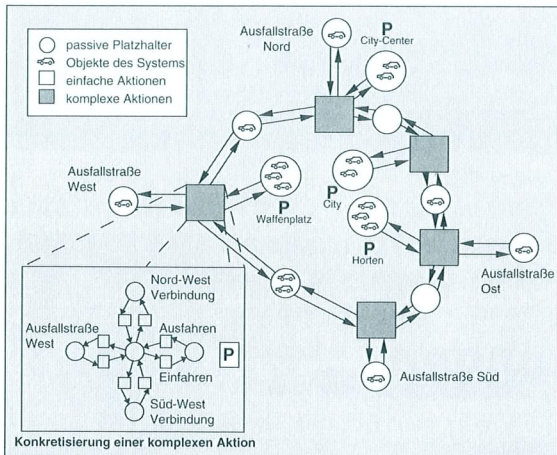 passive Platzhalter
Objekte des Systems
einfache Aktionen
komplexe Aktionen
Ausfallstraße
Nord
P
City-Center
Ausfallstraße
West
P
Waffenplatz
P
City
P
Horten
Ausfallstraße
Ost
Ausfallstraße Süd
Nord-West
Verbindung
Ausfallstraße
West
Ausfahren
P
Einfahren
Süd-West
Verbindung
Konkretisierung einer komplexen Aktion